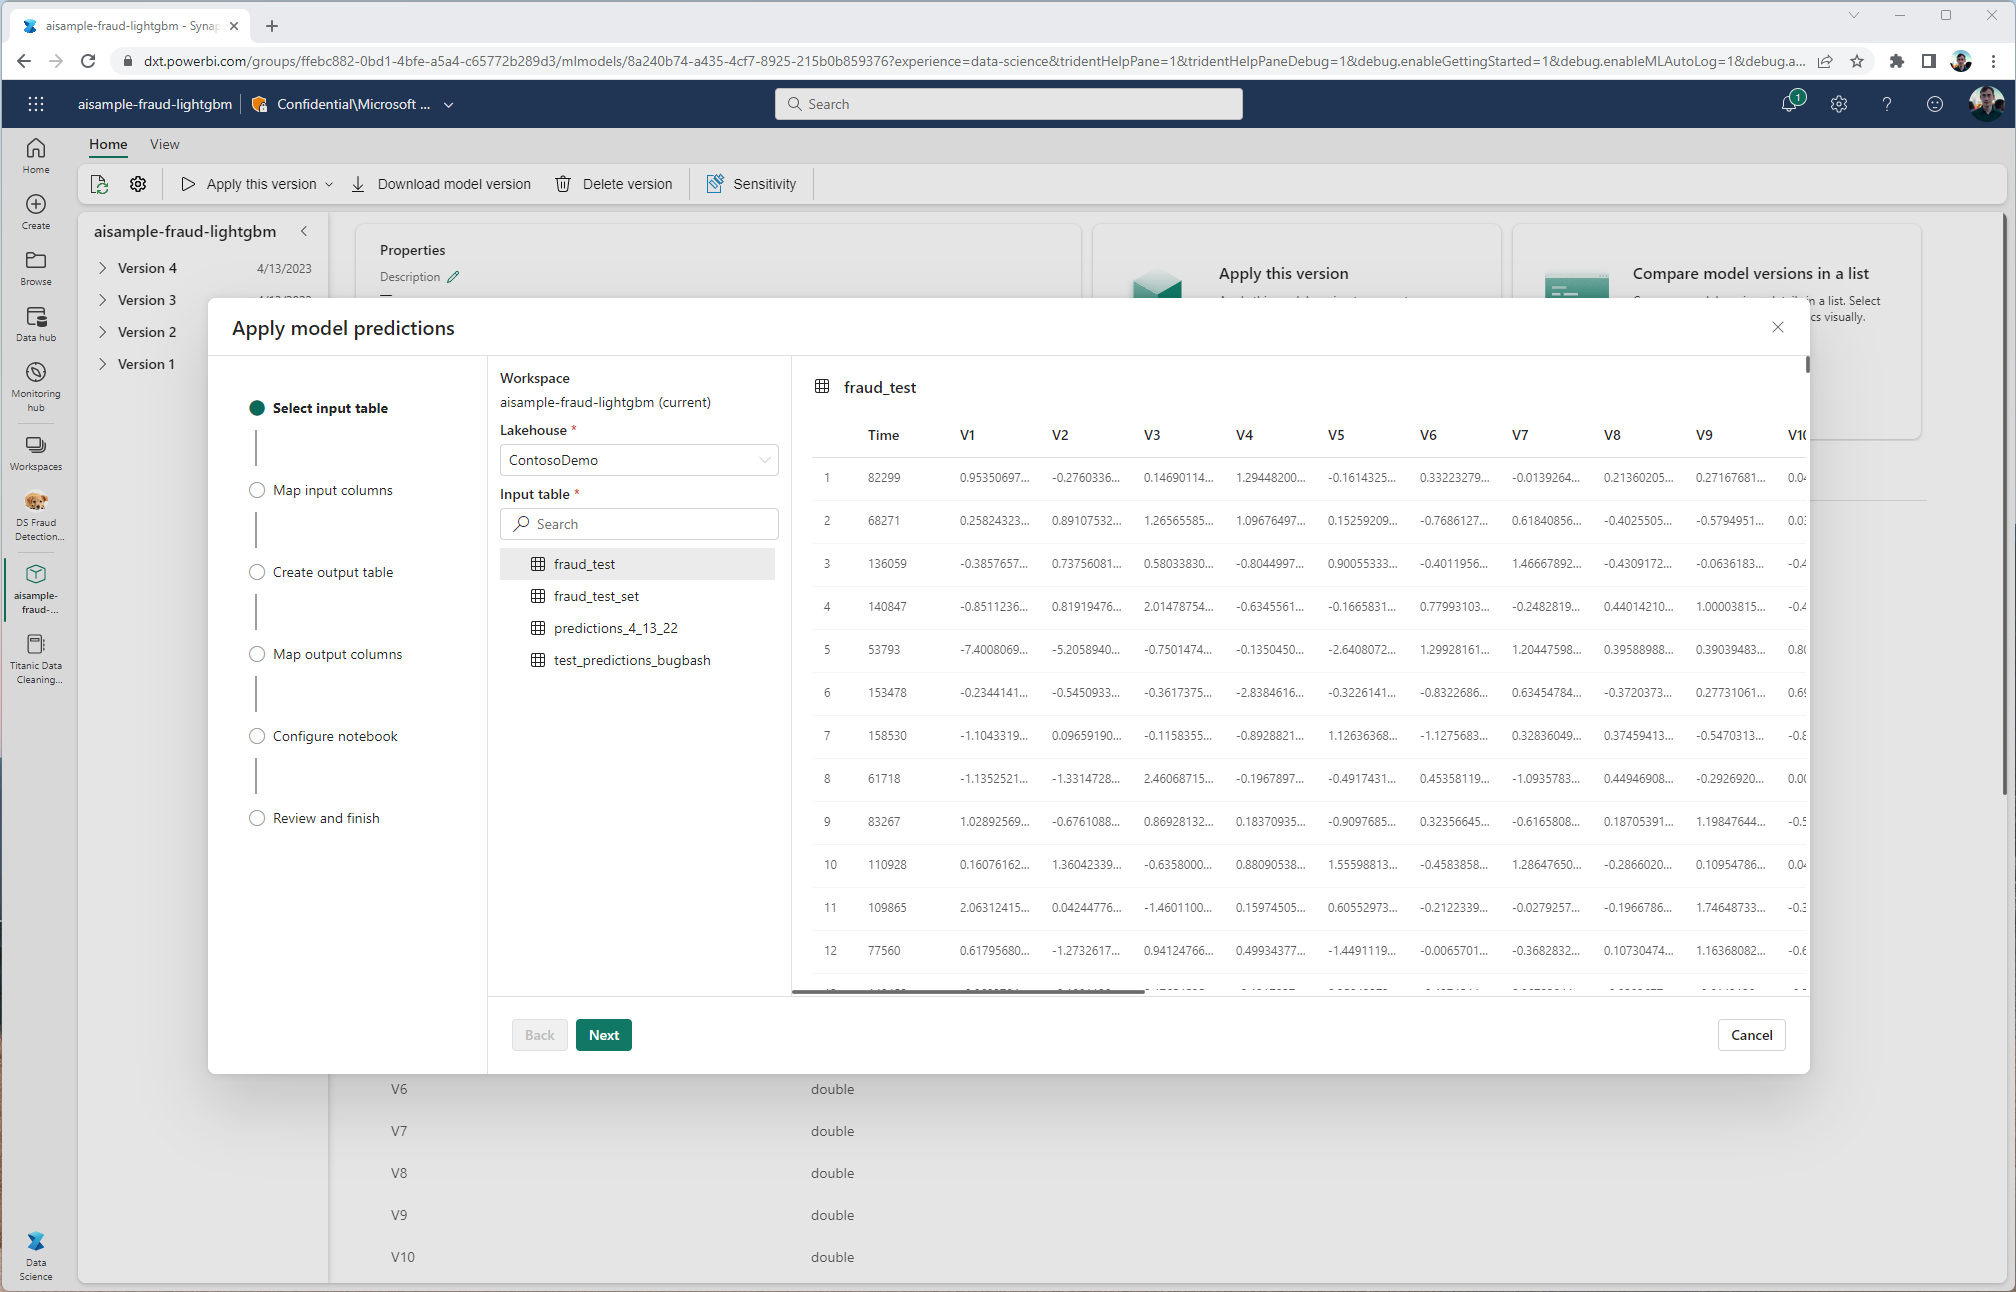 aisample-fraud-lightgbm - Synap
dxt.powerbi.com/groups/ffebc882-0bd1-4bfe-a5a4-c65772b289d3/mlmodels/8a240b74-a435-4cf7-8925-215b0b859376?experience=data-science&tridentHelpPane=1&tridentHelpPaneDebug=1&debug.enableGettingStarted=1&debug.enableMLAutoLog=1&debug.a...
aisample-fraud-lightgbm
Confidential\Microsoft ...
Search
1
Home
View
Apply this version
Download model version
Delete version
Sensitivity
Home
Create
Browse
Data hub
Monitoring
hub
Workspaces
DS Fraud
Detection...
aisample-
fraud-...
Titanic Data
Cleaning...
Data
Science
aisample-fraud-lightgbm
Version 4 4/13/2023
Version 3
Version 2
Version 1
Properties
Description
Apply this version
Compare model versions in a list
in a list. Select
cs visually.
Apply model predictions
Select input table
Map input columns
Create output table
Map output columns
Configure notebook
Review and finish
Workspace
aisample-fraud-lightgbm (current)
Lakehouse *
ContosoDemo
Input table *
Search
fraud_test
fraud_test_set
predictions_4_13_22
test_predictions_bugbash
fraud_test
Time V1 V2 V3 V4 V5 V6 V7 V8 V9 V10
1 82299 0.95350697... -0.2760336... 0.14690114... 1.29448200... -0.1614325... 0.33223279... -0.0139264... 0.21360205... 0.27167681... 0.04
2 68271 0.25824323... 0.89107532... 1.26565585... 1.09676497... 0.15259209... -0.7686127... 0.61840856... -0.4025505... -0.5794951... 0.03
3 136059 -0.3857657... 0.73756081... 0.58033830... -0.8044997... 0.90055333... -0.4011956... 1.46667892... -0.4309172... -0.0636183... -0.4
4 140847 -0.8511236... 0.81919476... 2.01478754... -0.6345561... -0.1665831... 0.77993103... -0.2482819... 0.44014210... 1.00003815... -0.4
5 53793 -7.4008069... -5.2058940... -0.7501474... -0.1350450... -2.6408072... 1.29928161... 1.20447598... 0.39588988... 0.39039483... 0.80
6 153478 -0.2344141... -0.5450933... -0.3617375... -2.8384616... -0.3226141... -0.8322686... 0.63454784... -0.3720373... 0.27731061... 0.69
7 158530 -1.1043319... 0.09659190... -0.1158355... -0.8928821... 1.12636368... -1.1275683... 0.32836049... 0.37459413... -0.5470313... -0.8
8 61718 -1.1352521... -1.3314728... 2.46068715... -0.1967897... -0.4917431... 0.45358119... -1.0935783... 0.44946908... -0.2926920... 0.00
9 83267 1.02892569... -0.6761088... 0.86928132... 0.18370935... -0.9097685... 0.32356645... -0.6165808... 0.18705391... 1.19847644... -0.5
10 110928 0.16076162... 1.36042339... -0.6358000... 0.88090538... 1.55598813... -0.4583858... 1.28647650... -0.2866020... 0.10954786... 0.04
11 109865 2.06312415... 0.04244776... -1.4601100... 0.15974505... 0.60552973... -0.2122339... -0.0279257... -0.1966786... 1.74648733... -0.3
12 77560 0.61795680... -1.2732617... 0.94124766... 0.49934377... -1.4491119... -0.0065701... -0.3682832... 0.10730474... 1.16368082... -0.6
Back
Next
Cancel
V6 double
V7 double
V8 double
V9 double
V10 double